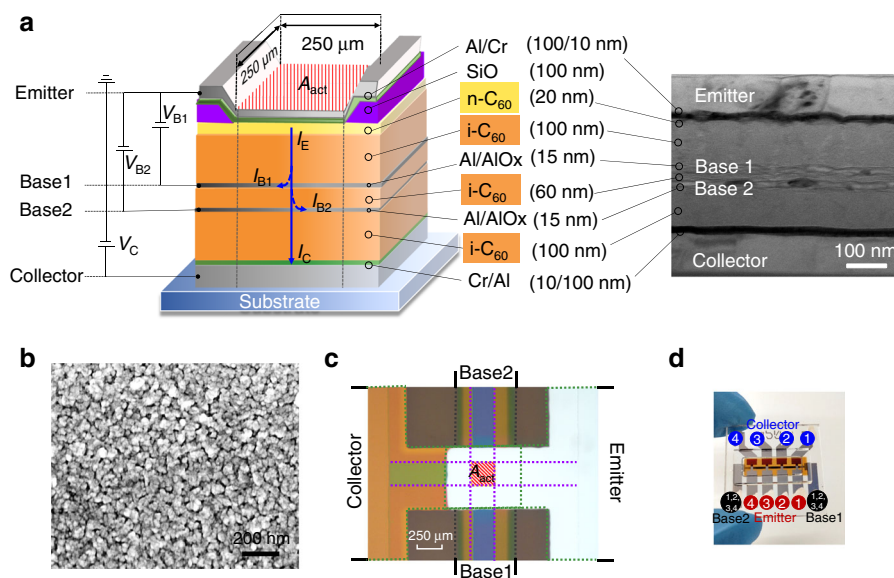 a
250 μm
250 μm
A_act
Emitter
V_B1
V_B2
Base1
Base2
V_C
Collector
I_E
I_B1
I_B2
I_C
Substrate
Al/Cr (100/10 nm)
SiO (100 nm)
n-C₆₀ (20 nm)
i-C₆₀ (100 nm)
Al/AlOx (15 nm)
i-C₆₀ (60 nm)
Al/AlOx (15 nm)
i-C₆₀ (100 nm)
Cr/Al (10/100 nm)
Emitter
Base 1
Base 2
Collector
100 nm
b
200 nm
c
Base2
Collector
A_act
Emitter
250 μm
Base1
d
Collector
4 3 2 1
1,2, 4 3 2 1 1,2,
3,4 3,4
Base2 Emitter Base1